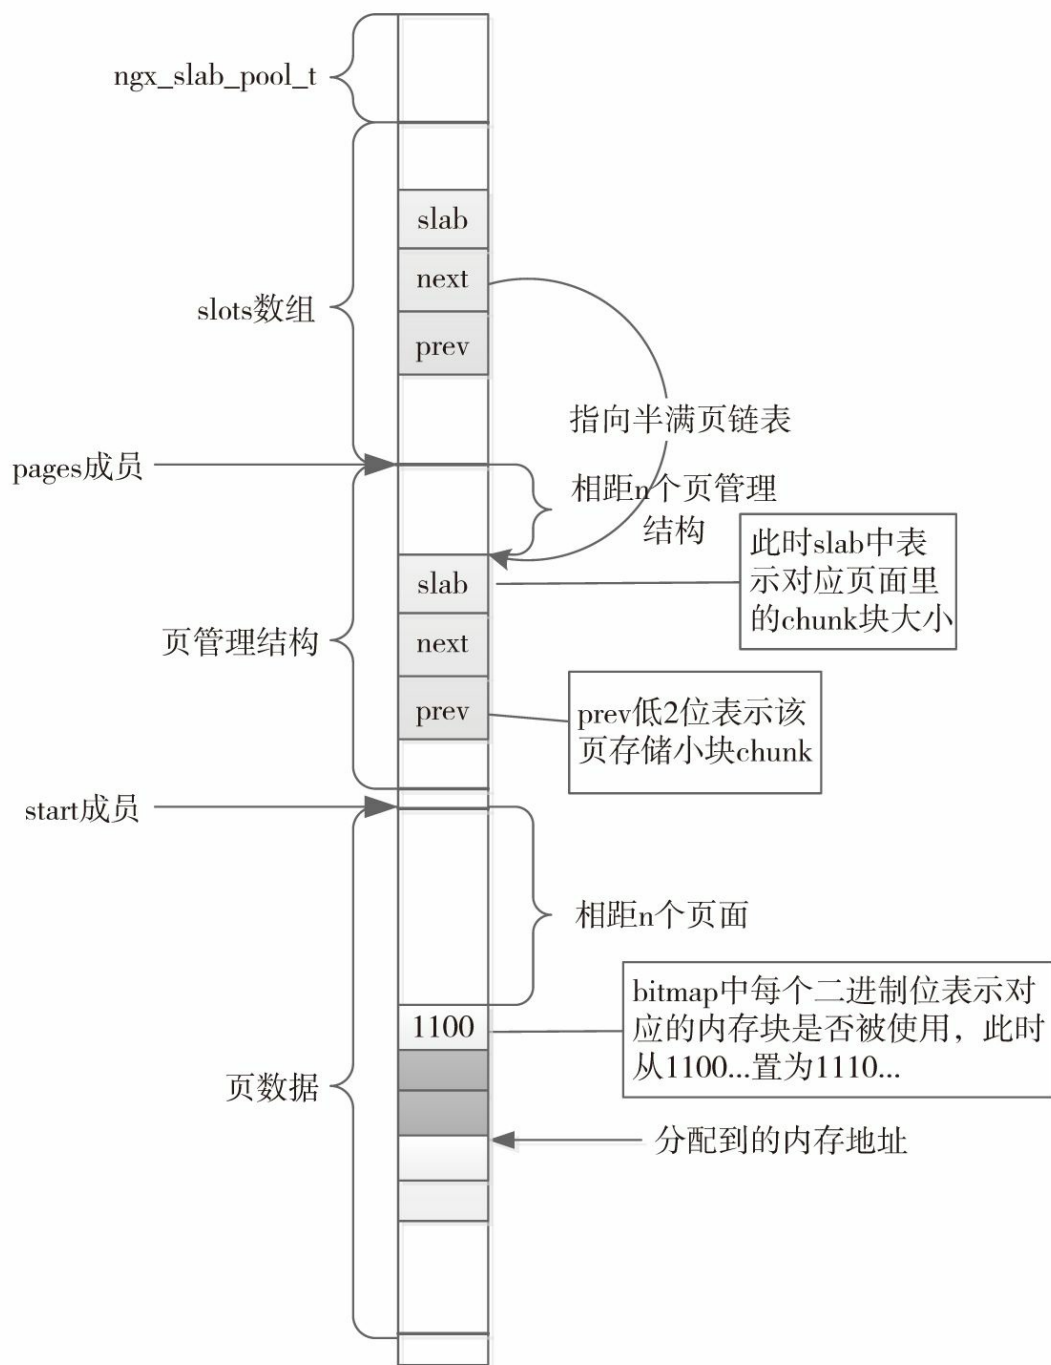 ngx_slab_pool_t
slab
next
slots数组
prev
指向半满页链表
pages成员
相距n个页管理
结构
此时slab中表
示对应页面里
的chunk块大小
slab
页管理结构
next
prev
prev低2位表示该
页存储小块chunk
start成员
相距n个页面
1100
bitmap中每个二进制位表示对
应的内存块是否被使用，此时
从1100...置为1110...
页数据
分配到的内存地址